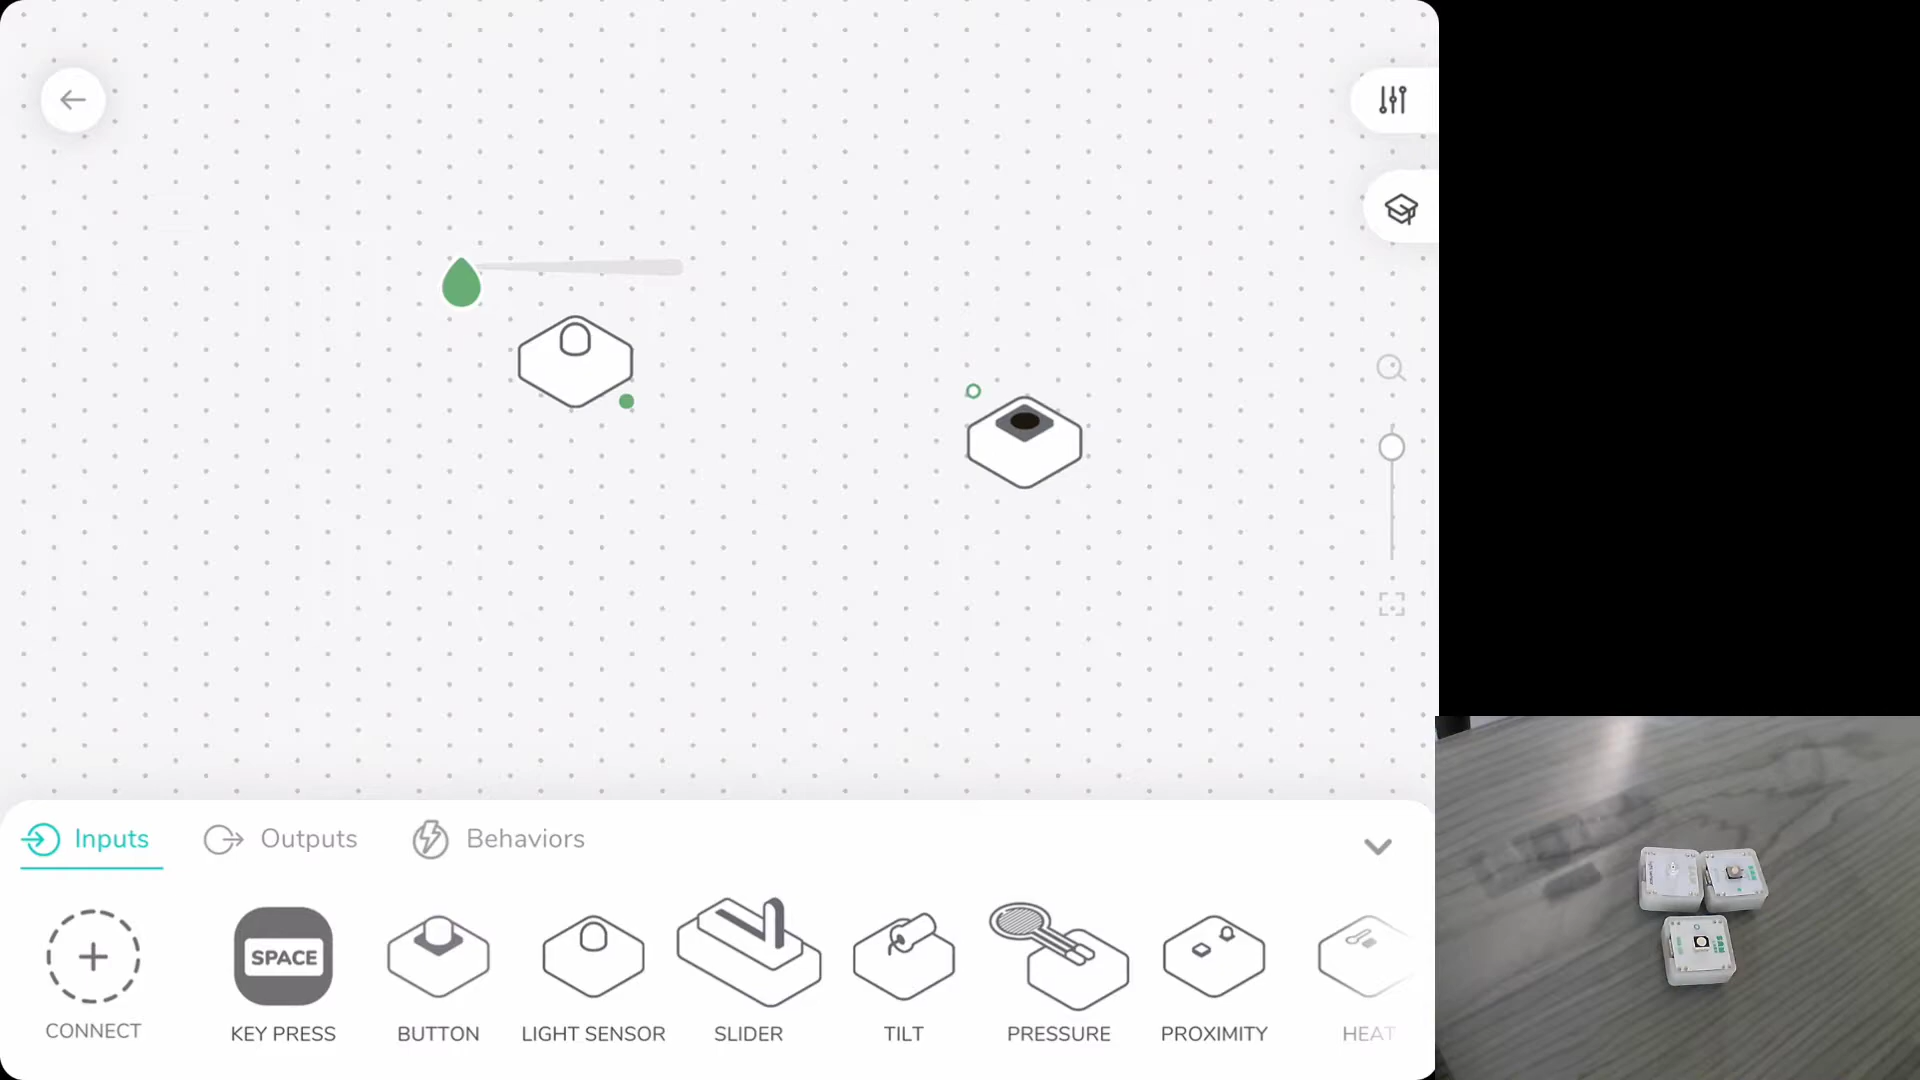 Inputs
Outputs
Behaviors
SPACE
CONNECT
KEY PRESS
BUTTON
LIGHT SENSOR
SLIDER
TILT
PRESSURE
PROXIMITY
HEAT